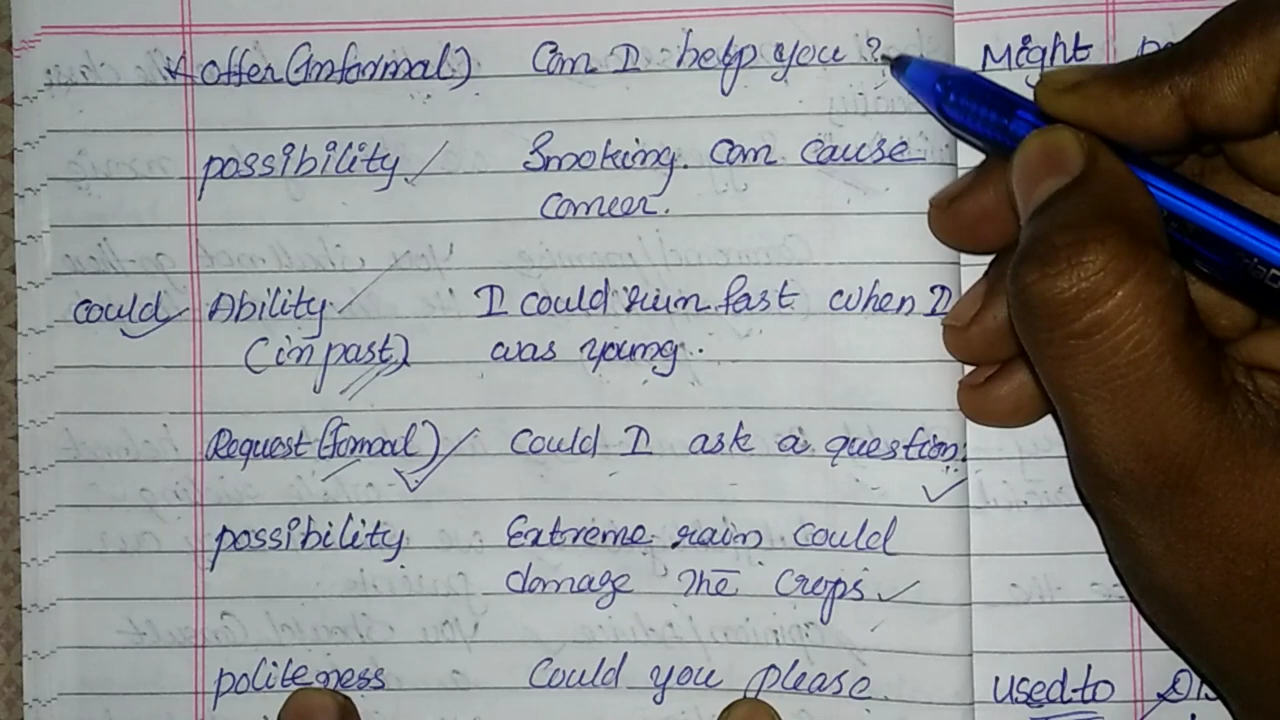 * offer (informal) Can I help you ? Might
possibility Smoking. can cause
cancer.
could Ability I could run fast when I
(in past) was young.
Request (formal) Could I ask a question.
possibility Extreme rain could
damage the crops
politeness Could you please. used to